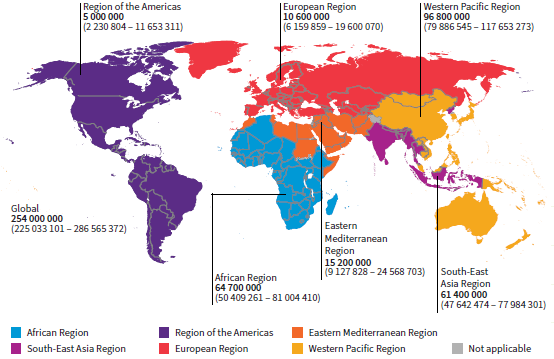 Region of the Americas
5 000 000
(2 230 804 – 11 653 311)
European Region
10 600 000
(6 159 859 – 19 600 070)
Western Pacific Region
96 800 000
(79 886 545 – 117 653 273)
Global
254 000 000
(225 033 101 – 286 565 372)
African Region
64 700 000
(50 409 261 – 81 004 410)
Eastern
Mediterranean
Region
15 200 000
(9 127 828 – 24 568 703)
South-East
Asia Region
61 400 000
(47 642 474 – 77 984 301)
African Region
Region of the Americas
Eastern Mediterranean Region
South-East Asia Region
European Region
Western Pacific Region
Not applicable